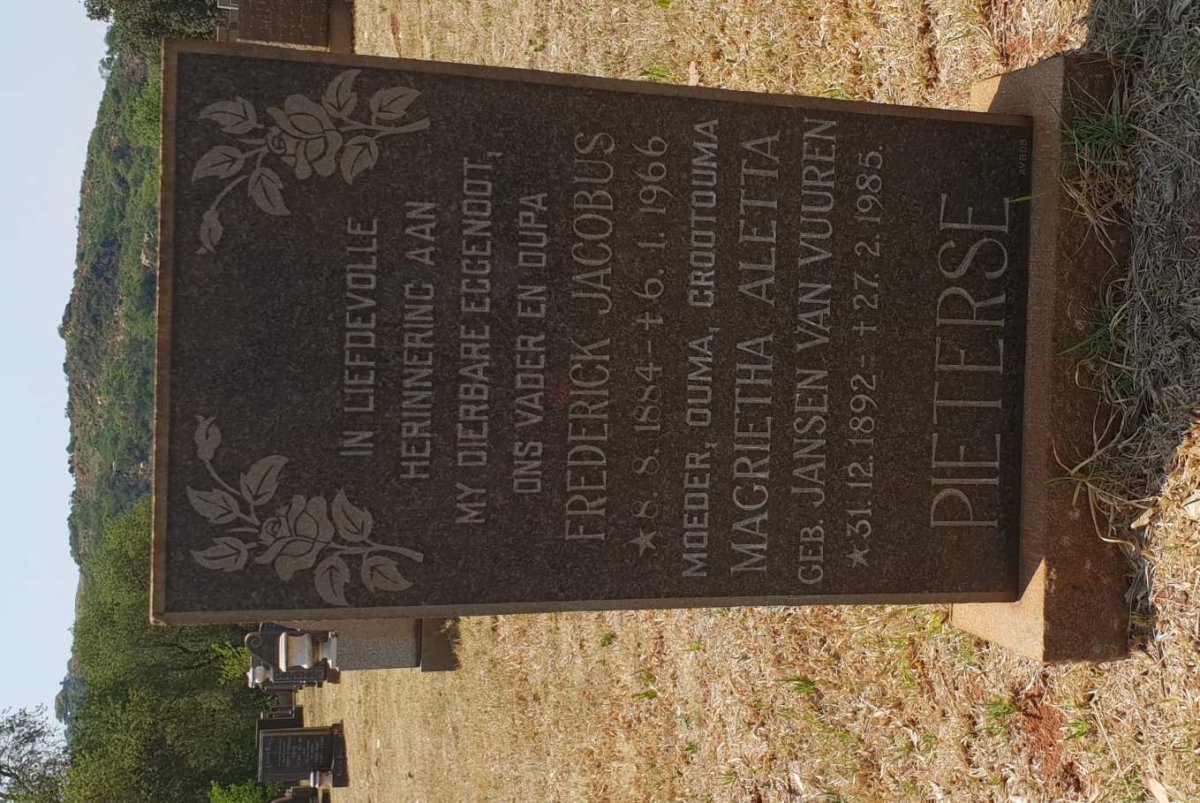 IN LIEFDEVOLLE
HERINNERING AAN
MY DIERBARE EGGENOOT,
ONS VADER EN OUPA
FREDERICK JACOBUS
★ 8. 8. 1884 – † 6. 1. 1966
MOEDER, OUMA, GROOTOUMA
MAGRIETHA ALETTA
GEB. JANSEN VAN VUUREN
★ 31. 12. 1892 = † 27. 2. 1985.
PIETERSE
AVBOB